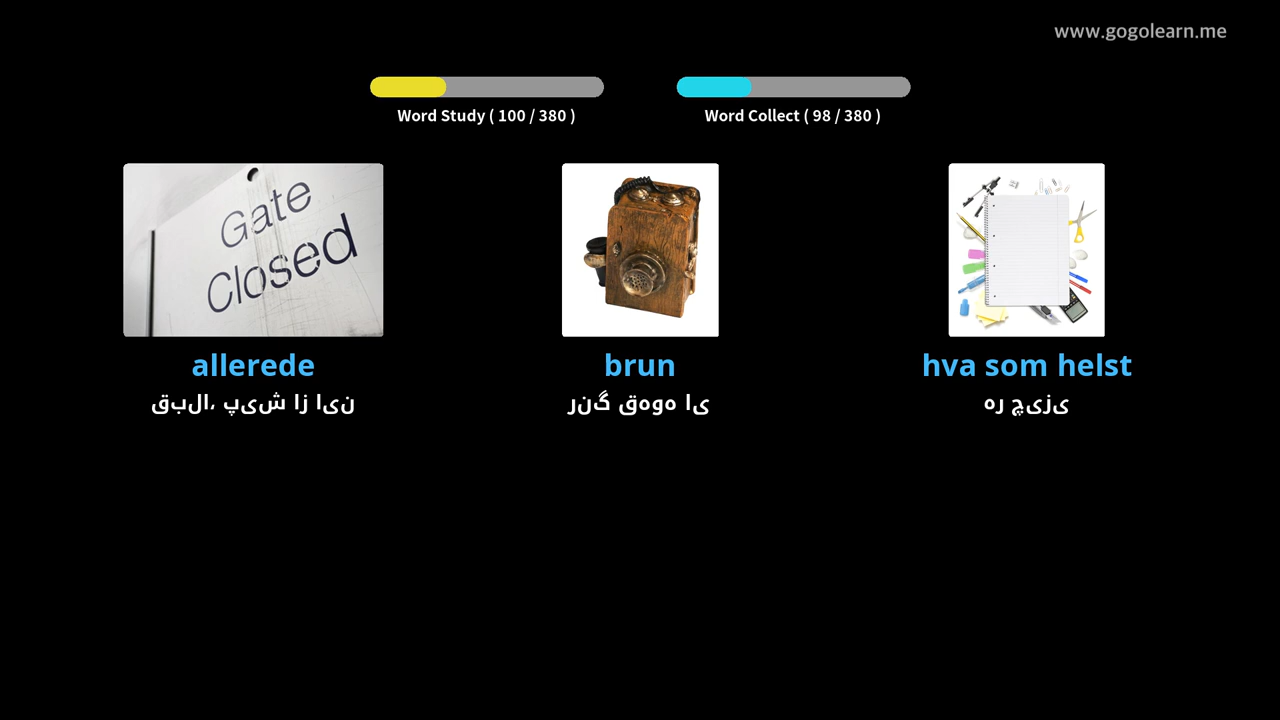 www.gogolearn.me
Word Study ( 100 / 380 )
Word Collect ( 98 / 380 )
Gate
Closed
allerede
قبلا، پیش از این
brun
رنگ قهوه ای
hva som helst
هر چیزی